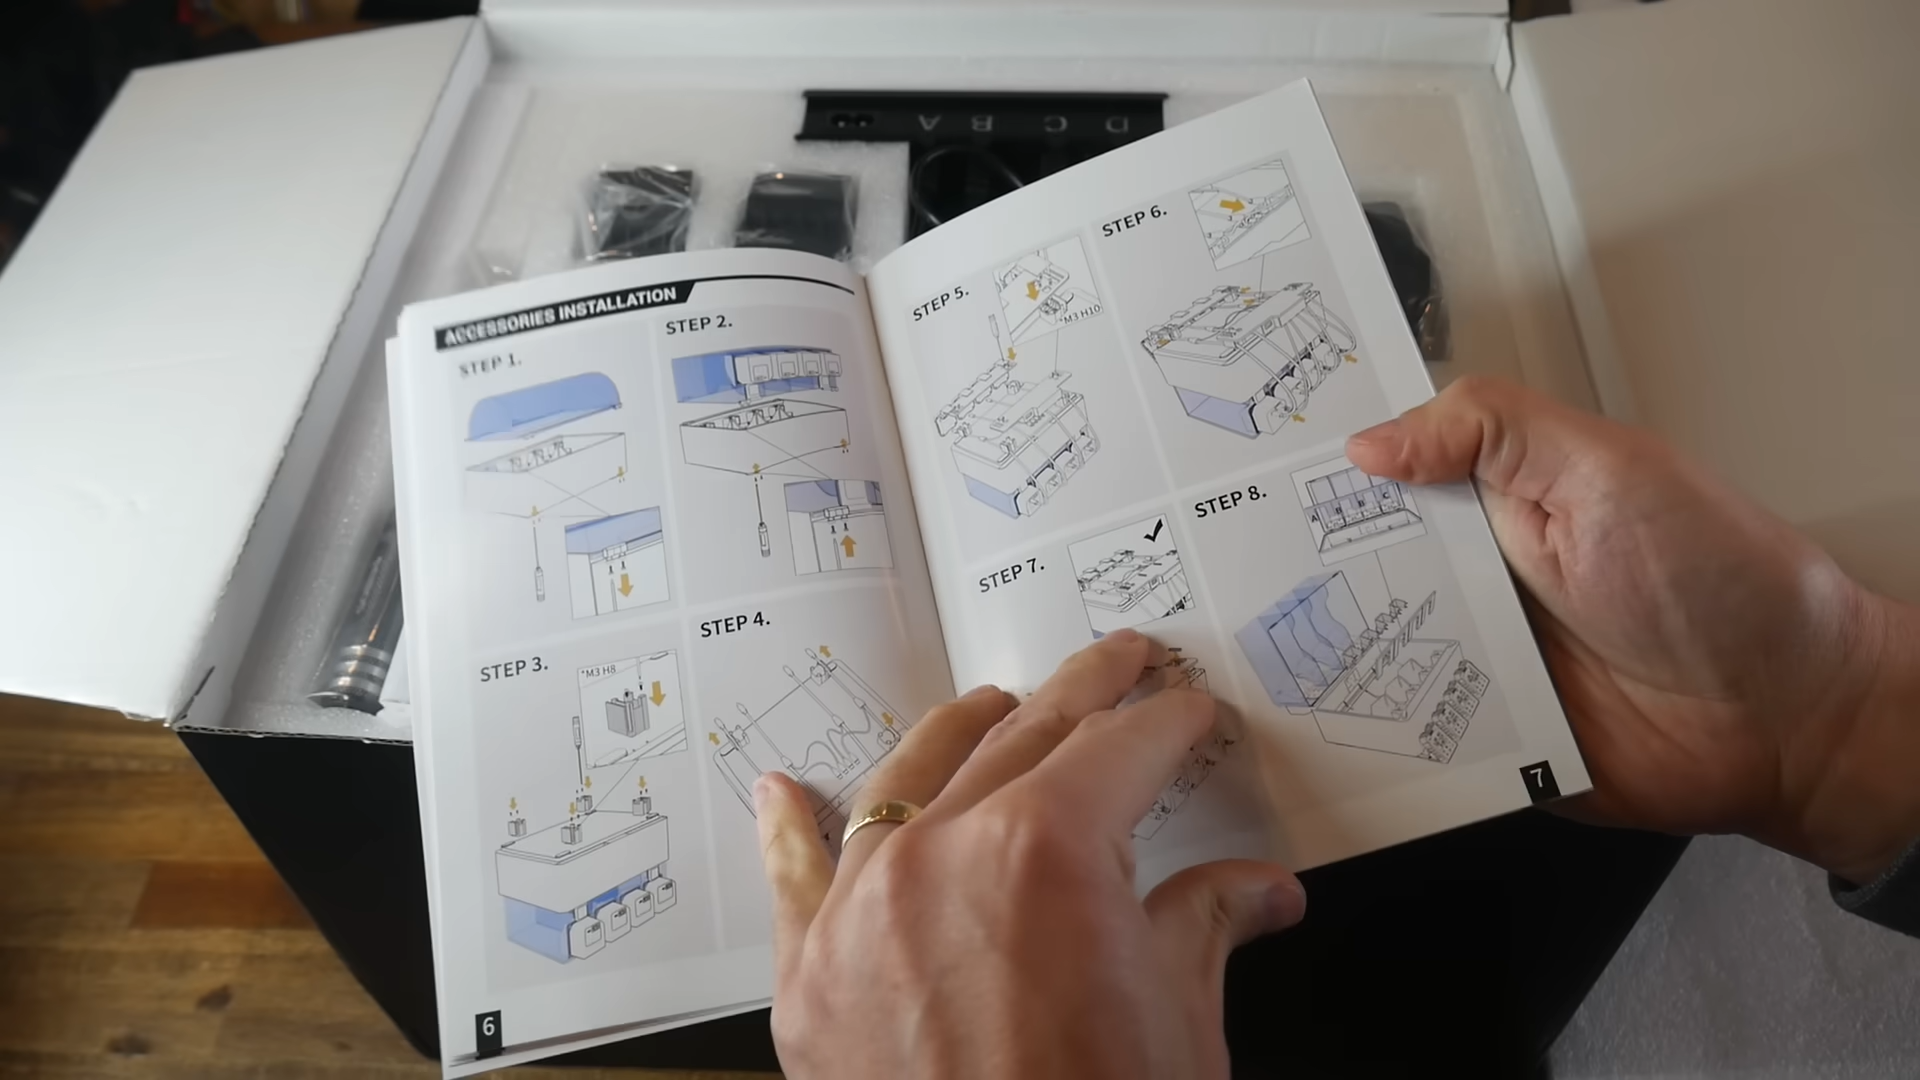 D C B A
ACCESSORIES INSTALLATION
STEP 1.
STEP 2.
STEP 3.
*M3 H8
STEP 4.
6
STEP 5.
*M3 H10
STEP 6.
STEP 7.
STEP 8.
A B D C
7